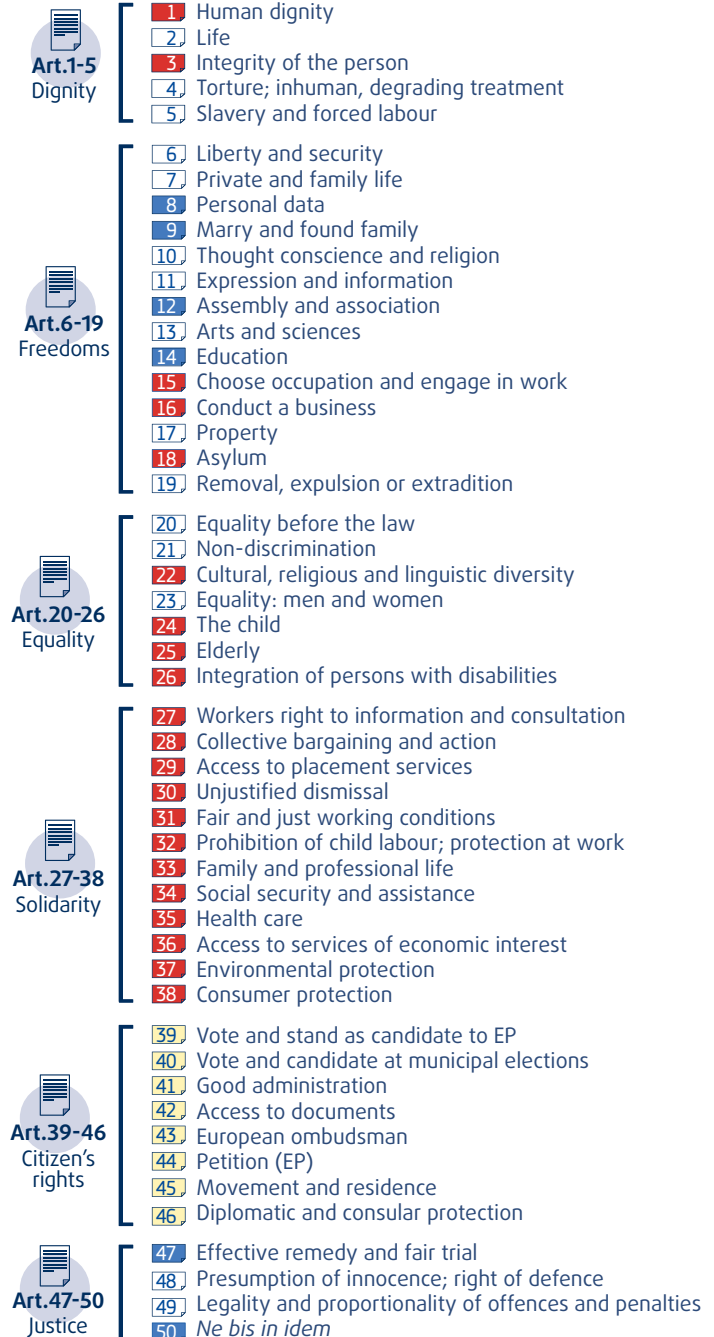 Art.1-5
Dignity
1 Human dignity
2 Life
3 Integrity of the person
4 Torture; inhuman, degrading treatment
5 Slavery and forced labour
Art.6-19
Freedoms
6 Liberty and security
7 Private and family life
8 Personal data
9 Marry and found family
10 Thought conscience and religion
11 Expression and information
12 Assembly and association
13 Arts and sciences
14 Education
15 Choose occupation and engage in work
16 Conduct a business
17 Property
18 Asylum
19 Removal, expulsion or extradition
Art.20-26
Equality
20 Equality before the law
21 Non-discrimination
22 Cultural, religious and linguistic diversity
23 Equality: men and women
24 The child
25 Elderly
26 Integration of persons with disabilities
Art.27-38
Solidarity
27 Workers right to information and consultation
28 Collective bargaining and action
29 Access to placement services
30 Unjustified dismissal
31 Fair and just working conditions
32 Prohibition of child labour; protection at work
33 Family and professional life
34 Social security and assistance
35 Health care
36 Access to services of economic interest
37 Environmental protection
38 Consumer protection
Art.39-46
Citizen's
rights
39 Vote and stand as candidate to EP
40 Vote and candidate at municipal elections
41 Good administration
42 Access to documents
43 European ombudsman
44 Petition (EP)
45 Movement and residence
46 Diplomatic and consular protection
Art.47-50
Justice
47 Effective remedy and fair trial
48 Presumption of innocence; right of defence
49 Legality and proportionality of offences and penalties
50 Ne bis in idem